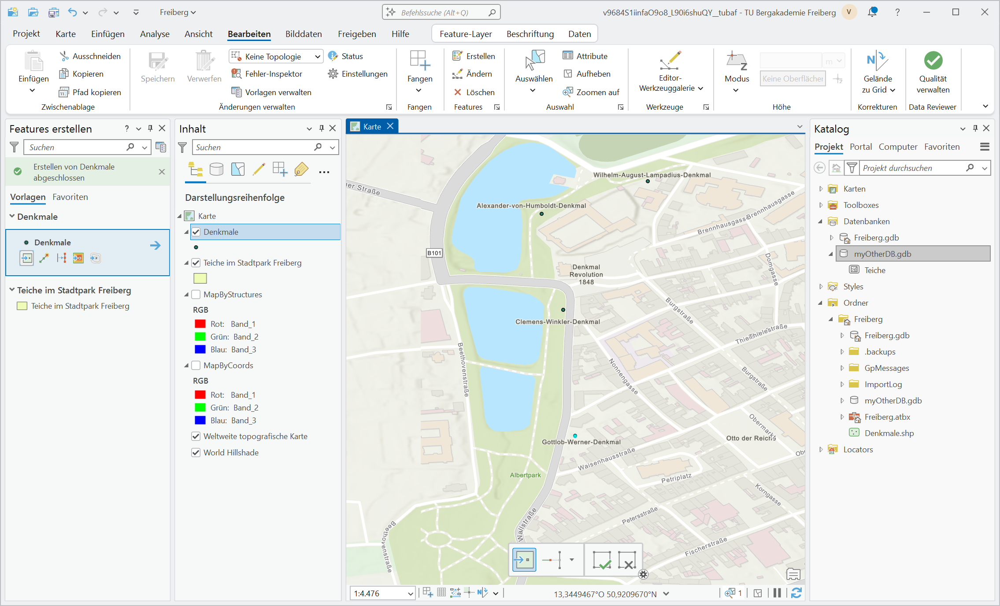 Freiberg
Befehlssuche (Alt+Q)
v9684S1iinfaO9o8_L90i6shuQY__tubaf - TU Bergakademie Freiberg
V
?
Projekt
Karte
Einfügen
Analyse
Ansicht
Bearbeiten
Bilddaten
Freigeben
Hilfe
Feature-Layer
Beschriftung
Daten
Einfügen
Ausschneiden
Kopieren
Pfad kopieren
Zwischenablage
Speichern
Verwerfen
Keine Topologie
Fehler-Inspektor
Vorlagen verwalten
Status
Einstellungen
Änderungen verwalten
Fangen
Fangen
Erstellen
Ändern
Löschen
Features
Auswählen
Attribute
Aufheben
Zoomen auf
Auswahl
Editor-
Werkzeuggalerie
Werkzeuge
Modus
m
Keine Oberflächen
Höhe
Gelände
zu Grid
Korrekturen
Qualität
verwalten
Data Reviewer
Features erstellen
?
Suchen
Erstellen von Denkmale
abgeschlossen
Vorlagen
Favoriten
Denkmale
Denkmale
Teiche im Stadtpark Freiberg
Teiche im Stadtpark Freiberg
Inhalt
Suchen
Darstellungsreihenfolge
Karte
Denkmale
Teiche im Stadtpark Freiberg
MapByStructures
RGB
Rot: Band_1
Grün: Band_2
Blau: Band_3
MapByCoords
RGB
Rot: Band_1
Grün: Band_2
Blau: Band_3
Weltweite topografische Karte
World Hillshade
Karte
Wilhelm-August-Lampadius-Denkmal
Straße
Alexander-von-Humboldt-Denkmal
Brennhausgasse
Brennhausgasse
B101
Denkmal
Revolution
1848
Domgasse
Burgstraße
Clemens-Winkler-Denkmal
Thielestraße
Beethovenstraße
Nonnengasse
Burgstraße
Obermarkt
Otto der Reiche
Gottlob-Werner-Denkmal
Waisenhausstraße
Albertpark
Petriplatz
Korngasse
Petersstraße
Wallstraße
Beethovenstraße
Fischerstraße
1:4.476
13,3449467°O 50,9209670°N
1
Katalog
Projekt
Portal
Computer
Favoriten
Projekt durchsuchen
Karten
Toolboxes
Datenbanken
Freiberg.gdb
myOtherDB.gdb
Teiche
Styles
Ordner
Freiberg
Freiberg.gdb
.backups
GpMessages
ImportLog
myOtherDB.gdb
Freiberg.atbx
Denkmale.shp
Locators